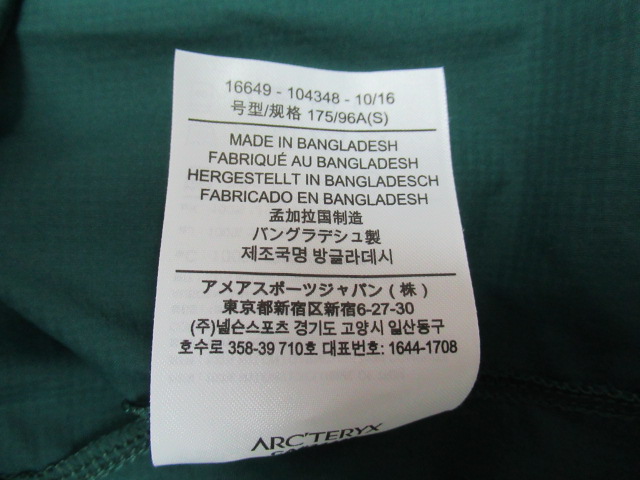 16649 - 104348 - 10/16
号型/规格 175/96A(S)
MADE IN BANGLADESH
FABRIQUÉ AU BANGLADESH
HERGESTELLT IN BANGLADESCH
FABRICADO EN BANGLADESH
孟加拉国制造
バングラデシュ製
제조국명 방글라데시
アメアスポーツジャパン(株)
東京都新宿区新宿6-27-30
(주)넬슨스포츠 경기도 고양시 일산동구
호수로 358-39 710호 대표번호: 1644-1708
ARC'TERYX